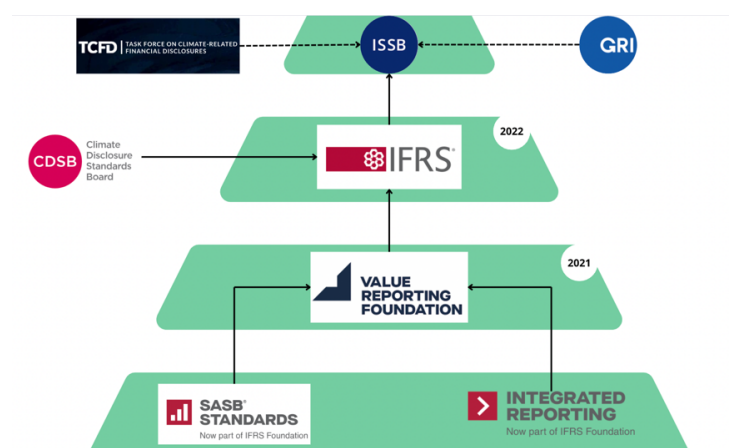 TCFD
TASK FORCE ON CLIMATE-RELATED
FINANCIAL DISCLOSURES
ISSB
GRI
2022
CDSB
Climate
Disclosure
Standards
Board
IFRS®
2021
VALUE
REPORTING
FOUNDATION
SASB®
STANDARDS
Now part of IFRS Foundation
INTEGRATED
REPORTING
Now part of IFRS Foundation